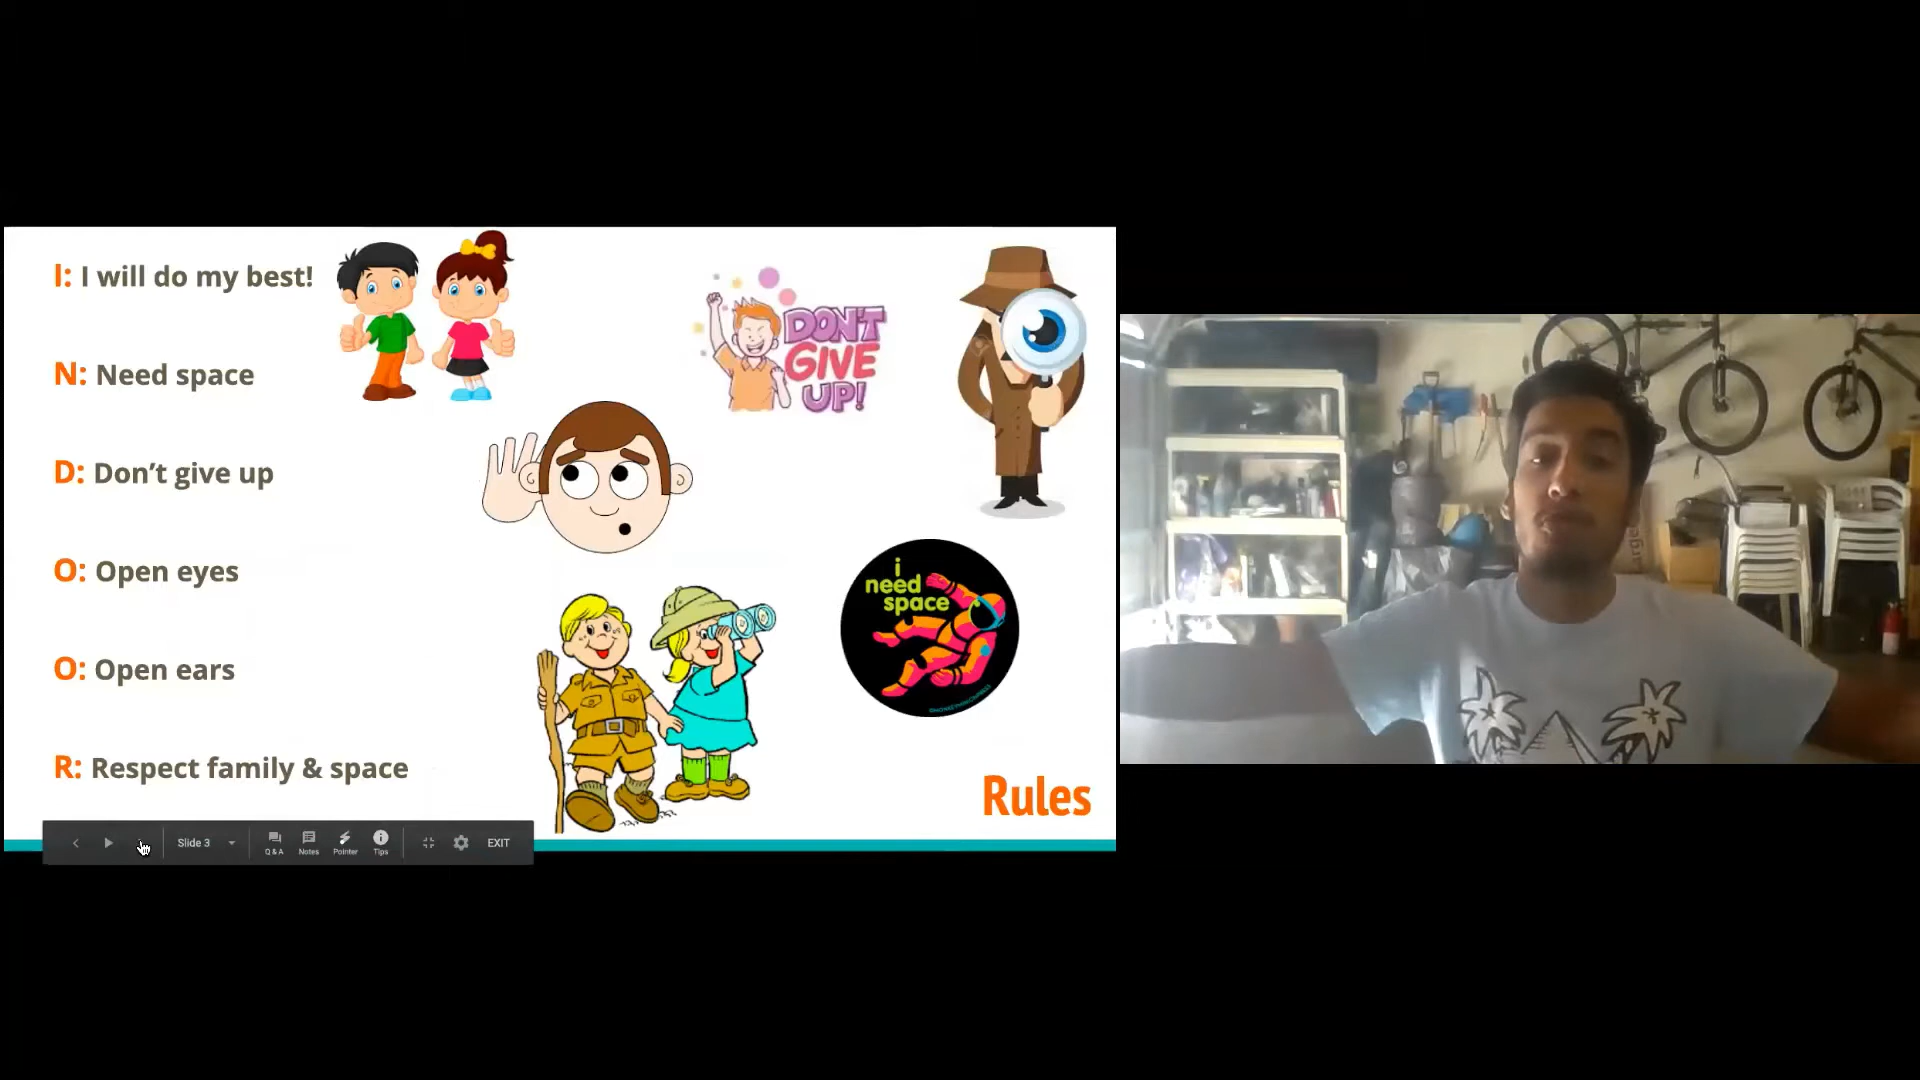 I: I will do my best!
N: Need space
D: Don't give up
O: Open eyes
O: Open ears
R: Respect family & space
DON'T
GIVE
UP!
i
need
space
Rules
Slide 3
Q & A
Notes
Pointer
Tips
EXIT